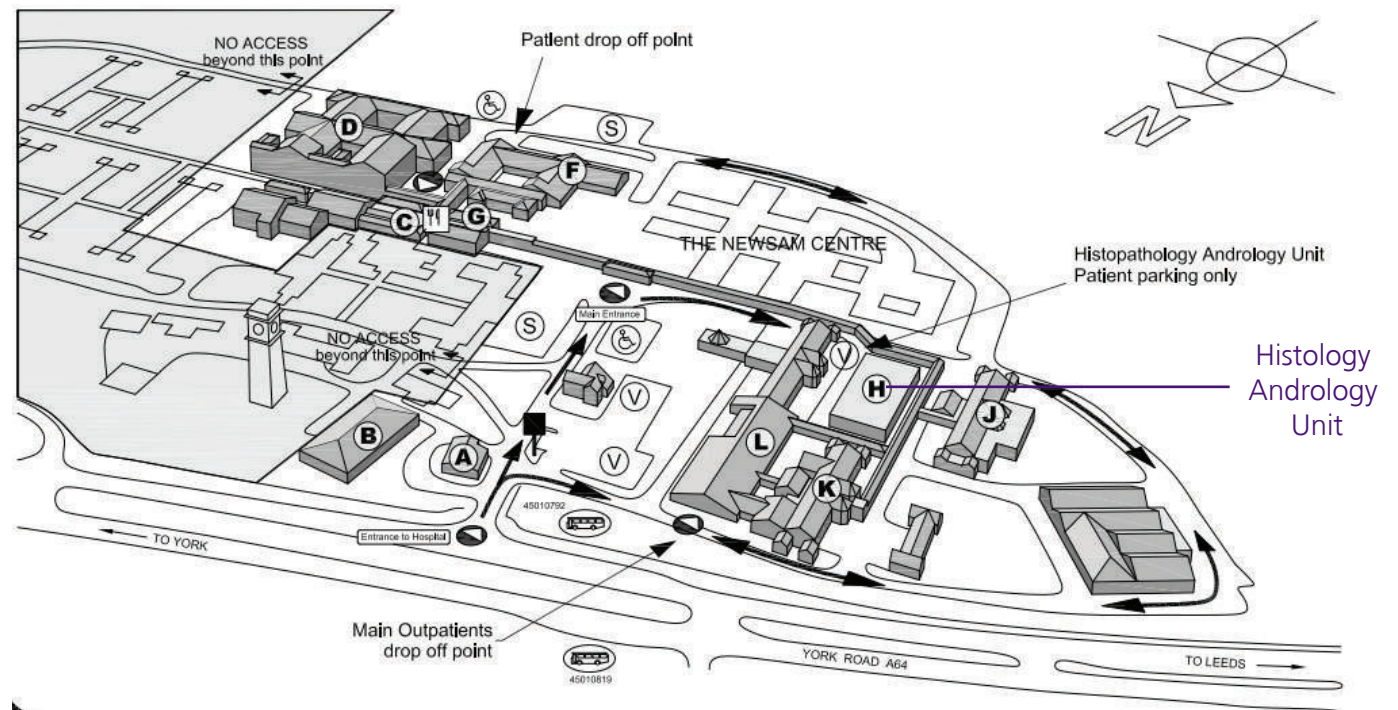 NO ACCESS
beyond this point
Patient drop off point
N
D
S
F
C
G
THE NEWSAM CENTRE
Histopathology Andrology Unit
Patient parking only
Main Entrance
S
NO ACCESS
beyond this point
V
H
Histology
Andrology
Unit
V
J
B
A
L
V
K
45010792
Entrance to Hospital
TO YORK
Main Outpatients
drop off point
45010819
YORK ROAD A64
TO LEEDS